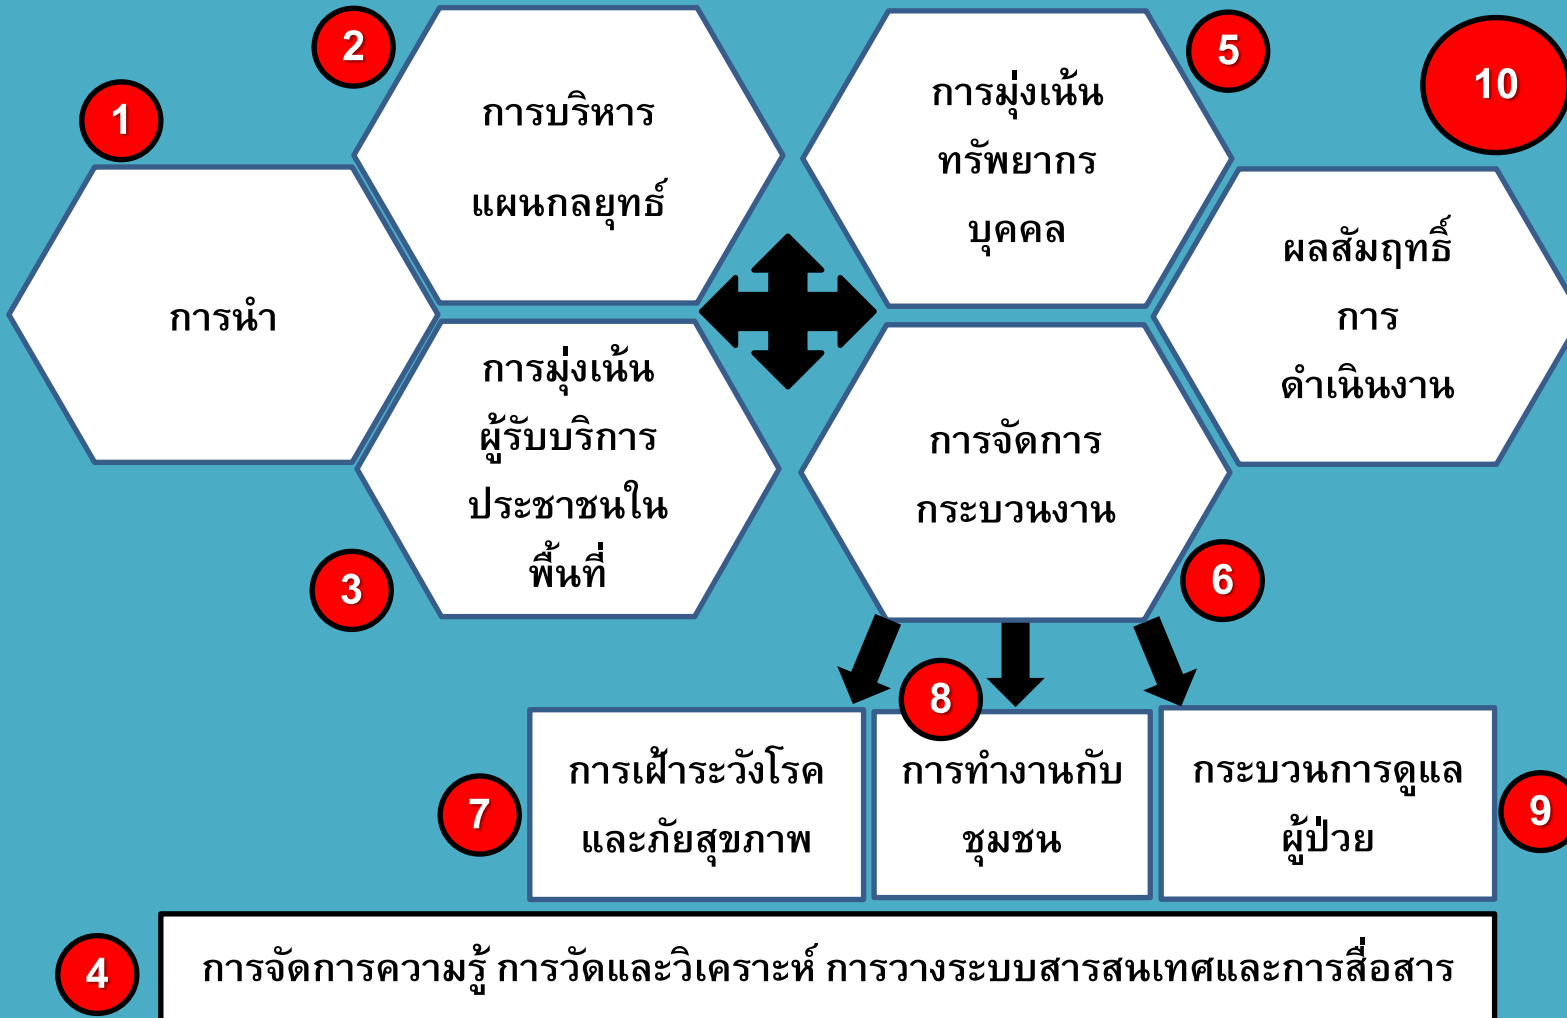 1
การนำ
2
การบริหาร
แผนกลยุทธ์
3
การมุ่งเน้น
ผู้รับบริการ
ประชาชนใน
พื้นที่
5
การมุ่งเน้น
ทรัพยากร
บุคคล
6
การจัดการ
กระบวนงาน
10
ผลสัมฤทธิ์
การ
ดำเนินงาน
7
การเฝ้าระวังโรค
และภัยสุขภาพ
8
การทำงานกับ
ชุมชน
9
กระบวนการดูแล
ผู้ป่วย
4
การจัดการความรู้ การวัดและวิเคราะห์ การวางระบบสารสนเทศและการสื่อสาร